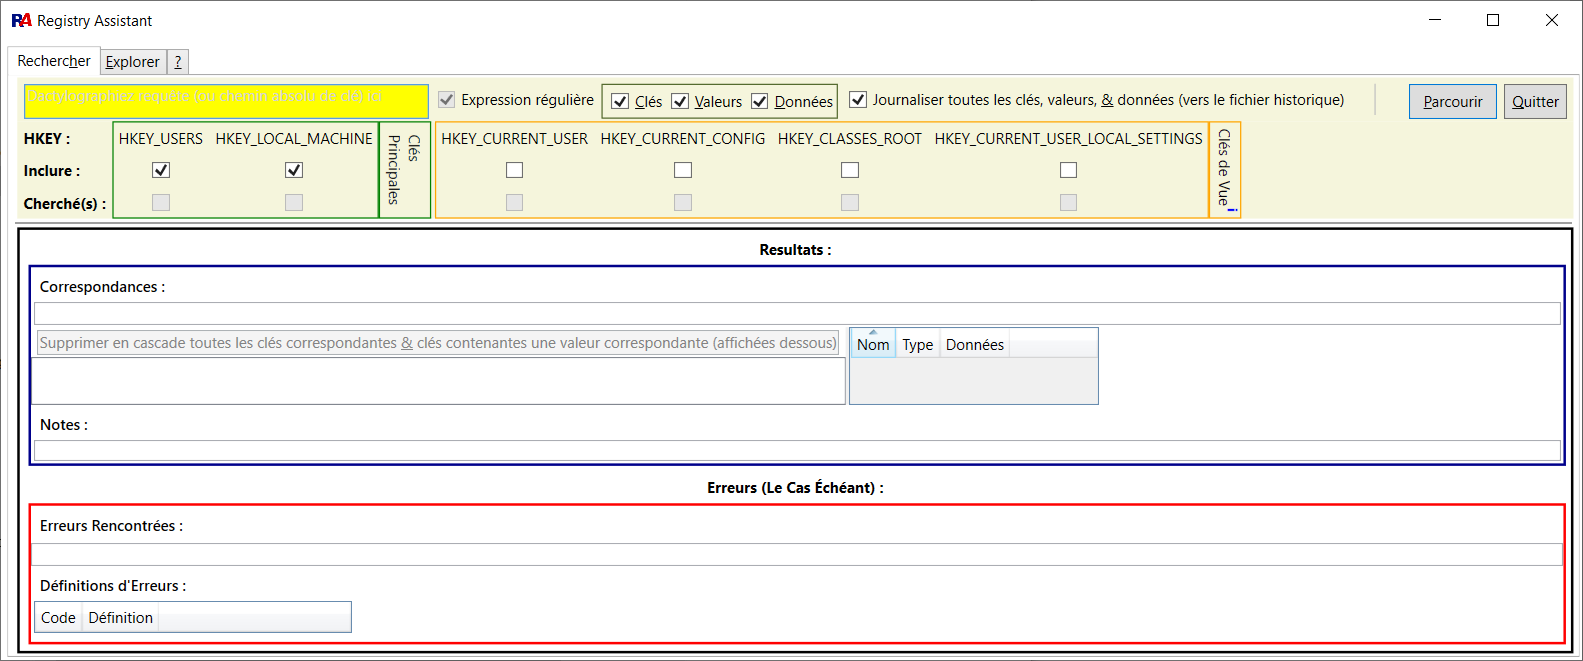 RA Registry Assistant
Rechercher Explorer ?
Dactylographiez requête (ou chemin absolu de clé) ici Expression régulière Clés Valeurs Données Journaliser toutes les clés, valeurs, & données (vers le fichier historique) Parcourir Quitter
HKEY : HKEY_USERS HKEY_LOCAL_MACHINE Clés Principales HKEY_CURRENT_USER HKEY_CURRENT_CONFIG HKEY_CLASSES_ROOT HKEY_CURRENT_USER_LOCAL_SETTINGS Clés de Vue
Inclure :
Cherché(s) :
Resultats :
Correspondances :
Supprimer en cascade toutes les clés correspondantes & clés contenantes une valeur correspondante (affichées dessous) Nom Type Données
Notes :
Erreurs (Le Cas Échéant) :
Erreurs Rencontrées :
Définitions d'Erreurs :
Code Définition